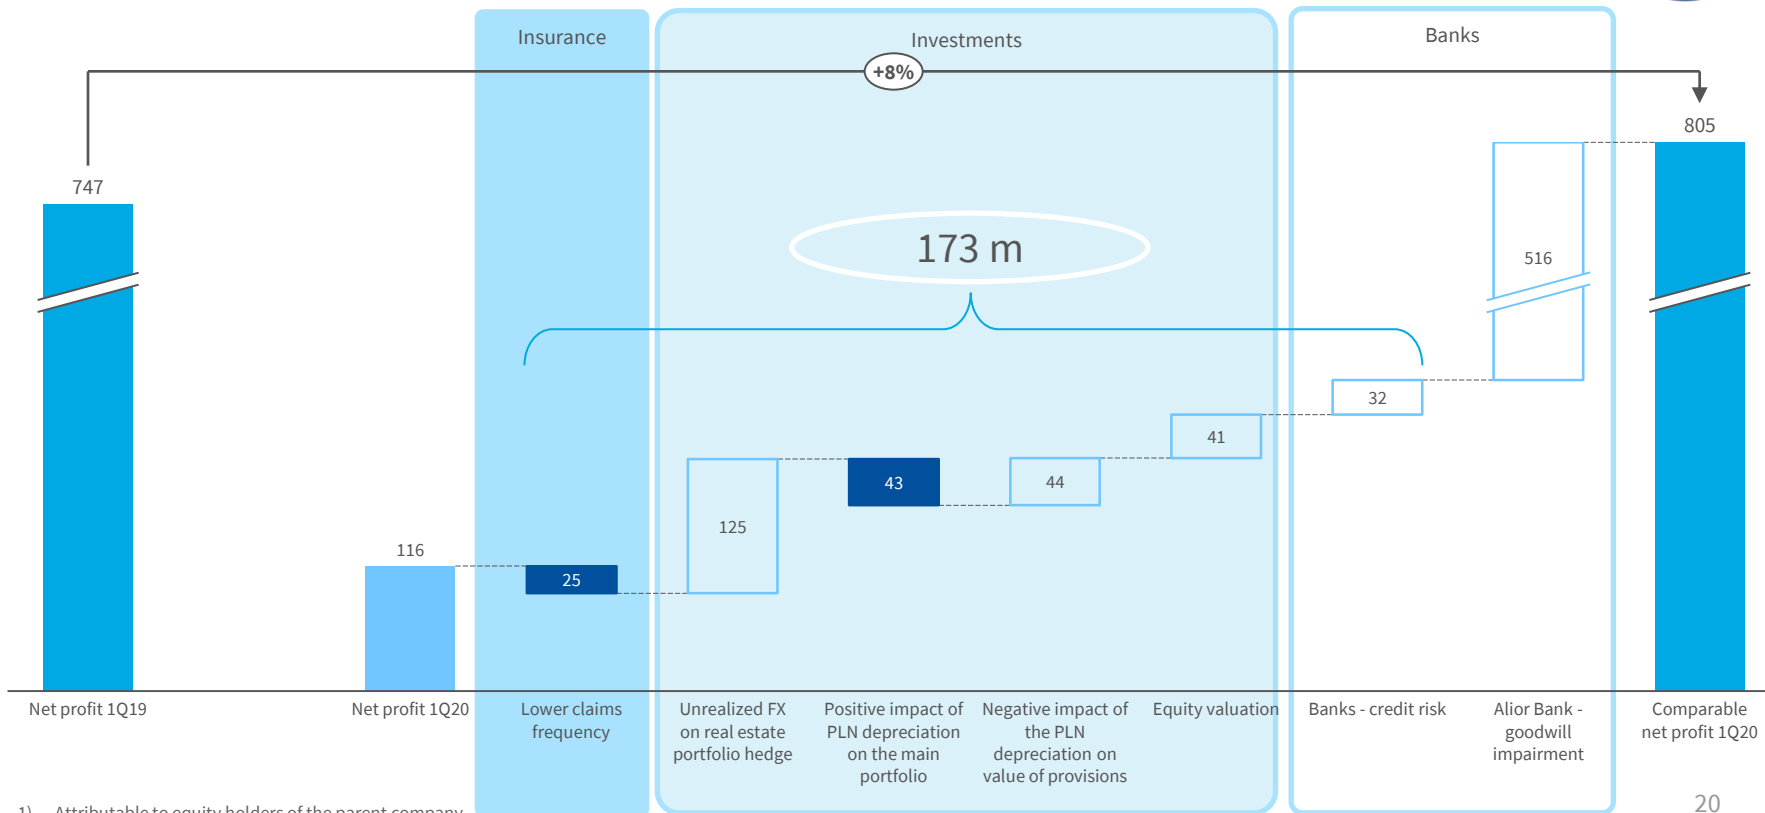 Insurance
Investments
Banks
+8%
747
805
173 m
516
116
25
125
43
44
41
32
Net profit 1Q19
Net profit 1Q20
Lower claims
frequency
Unrealized FX
on real estate
portfolio hedge
Positive impact of
PLN depreciation
on the main
portfolio
Negative impact of
the PLN
depreciation on
value of provisions
Equity valuation
Banks - credit risk
Alior Bank -
goodwill
impairment
Comparable
net profit 1Q20
1) Attributable to equity holders of the parent company
20